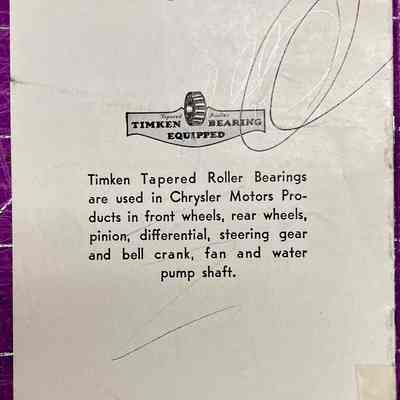 Tapered Roller
TIMKEN BEARING
EQUIPPED
Timken Tapered Roller Bearings
are used in Chrysler Motors Pro-
ducts in front wheels, rear wheels,
pinion, differential, steering gear
and bell crank, fan and water
pump shaft.